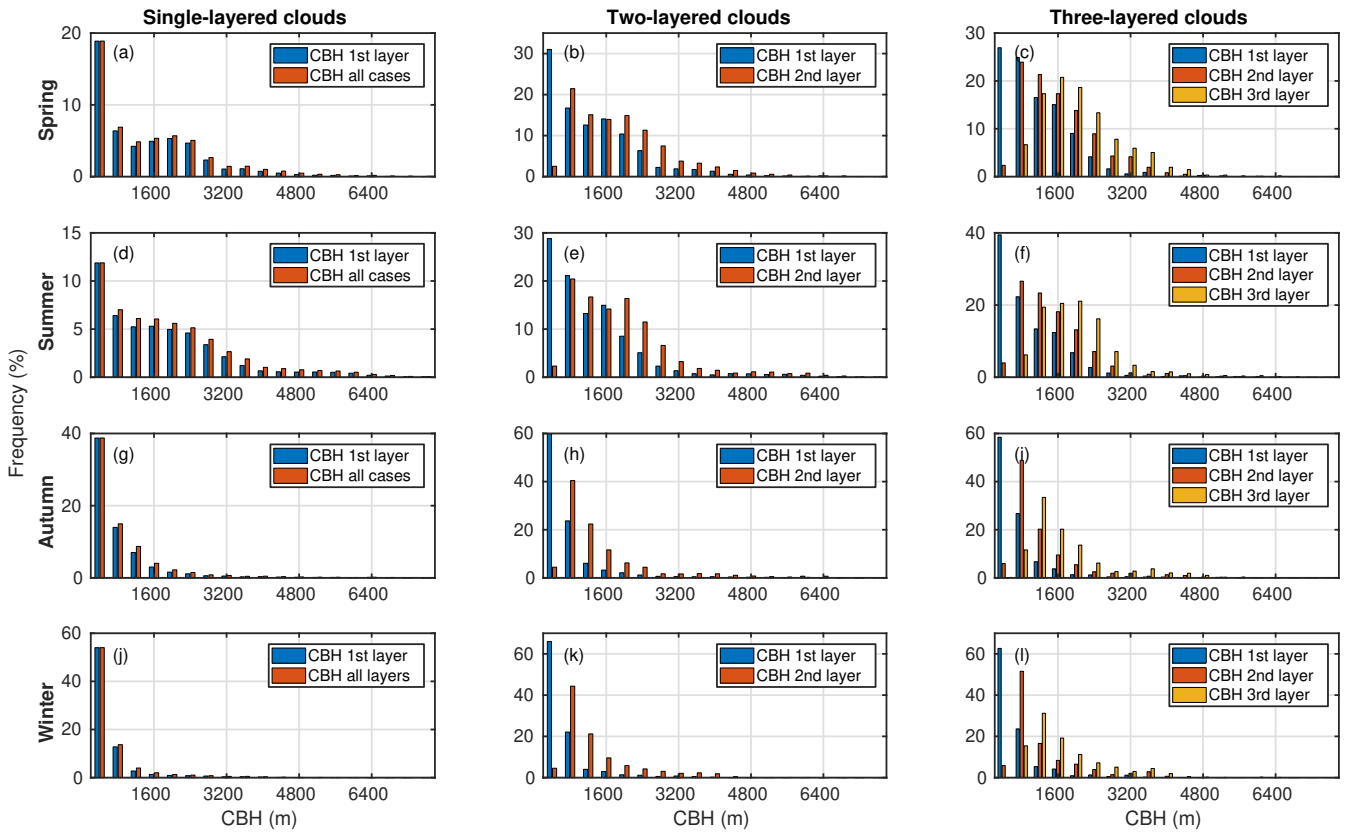 Single-layered clouds
Two-layered clouds
Three-layered clouds
Frequency (%)
Spring
20
10
0
(a)
CBH 1st layer
CBH all cases
1600 3200 4800 6400
30
20
10
0
(b)
CBH 1st layer
CBH 2nd layer
1600 3200 4800 6400
30
20
10
0
(c)
CBH 1st layer
CBH 2nd layer
CBH 3rd layer
1600 3200 4800 6400
Summer
15
10
5
0
(d)
CBH 1st layer
CBH all cases
1600 3200 4800 6400
30
20
10
0
(e)
CBH 1st layer
CBH 2nd layer
1600 3200 4800 6400
40
20
0
(f)
CBH 1st layer
CBH 2nd layer
CBH 3rd layer
1600 3200 4800 6400
Autumn
40
20
0
(g)
CBH 1st layer
CBH all cases
1600 3200 4800 6400
60
40
20
0
(h)
CBH 1st layer
CBH 2nd layer
1600 3200 4800 6400
60
40
20
0
(i)
CBH 1st layer
CBH 2nd layer
CBH 3rd layer
1600 3200 4800 6400
Winter
60
40
20
0
(j)
CBH 1st layer
CBH all layers
1600 3200 4800 6400
CBH (m)
60
40
20
0
(k)
CBH 1st layer
CBH 2nd layer
1600 3200 4800 6400
CBH (m)
60
40
20
0
(l)
CBH 1st layer
CBH 2nd layer
CBH 3rd layer
1600 3200 4800 6400
CBH (m)